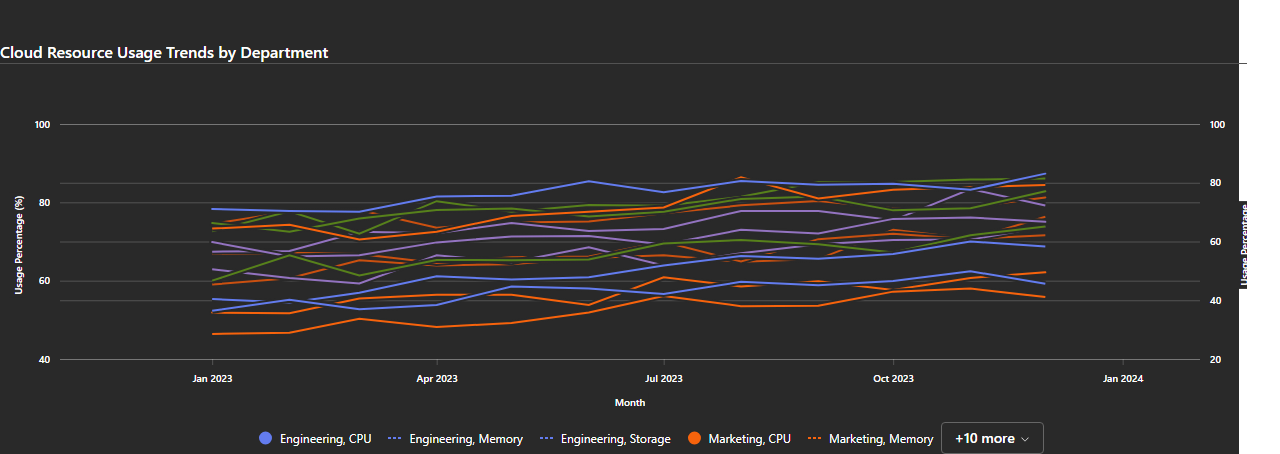 Cloud Resource Usage Trends by Department
100 100
80 80
60 60
40 40
20
Usage Percentage (%)
Usage Percentage
Jan 2023 Apr 2023 Jul 2023 Oct 2023 Jan 2024
Month
Engineering, CPU Engineering, Memory Engineering, Storage Marketing, CPU Marketing, Memory +10 more